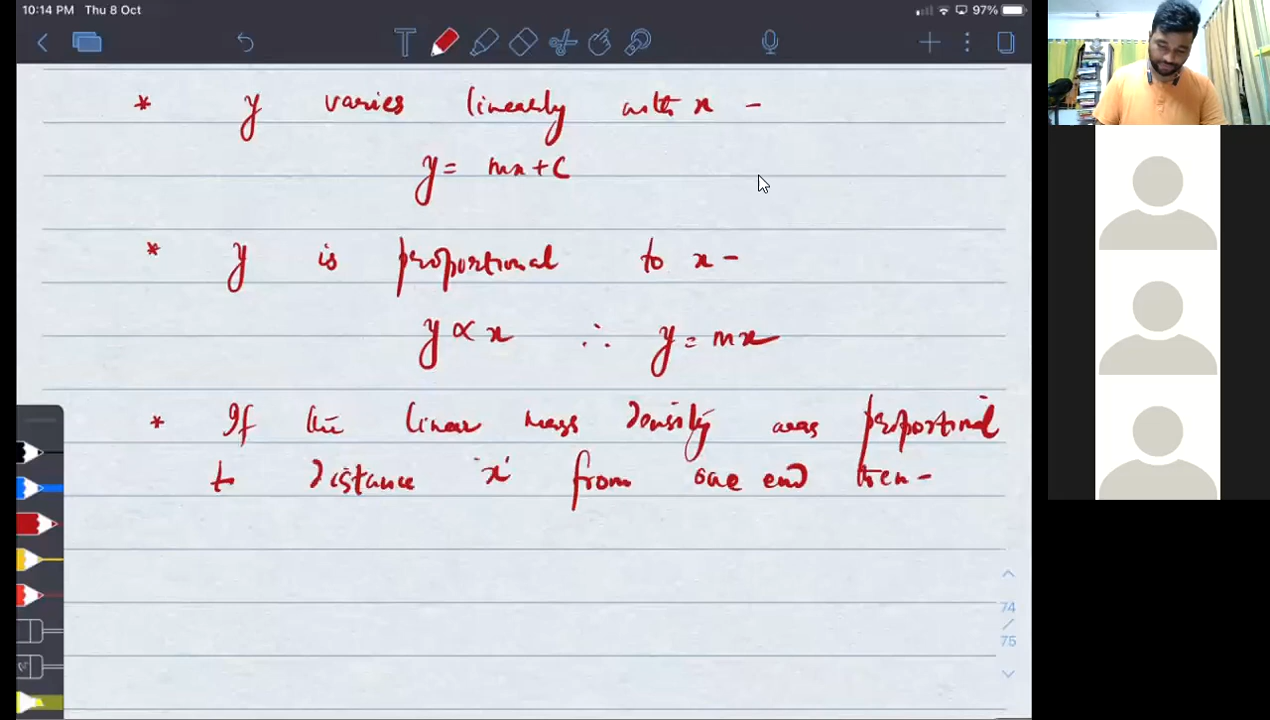 10:14 PM Thu 8 Oct 97%
* y varies linearly with x -
y = mx + C
* y is proportional to x -
y ∝ x ∴ y = mx
* If the linear mass density was proportional
to distance 'x' from one end then -
74
/
75